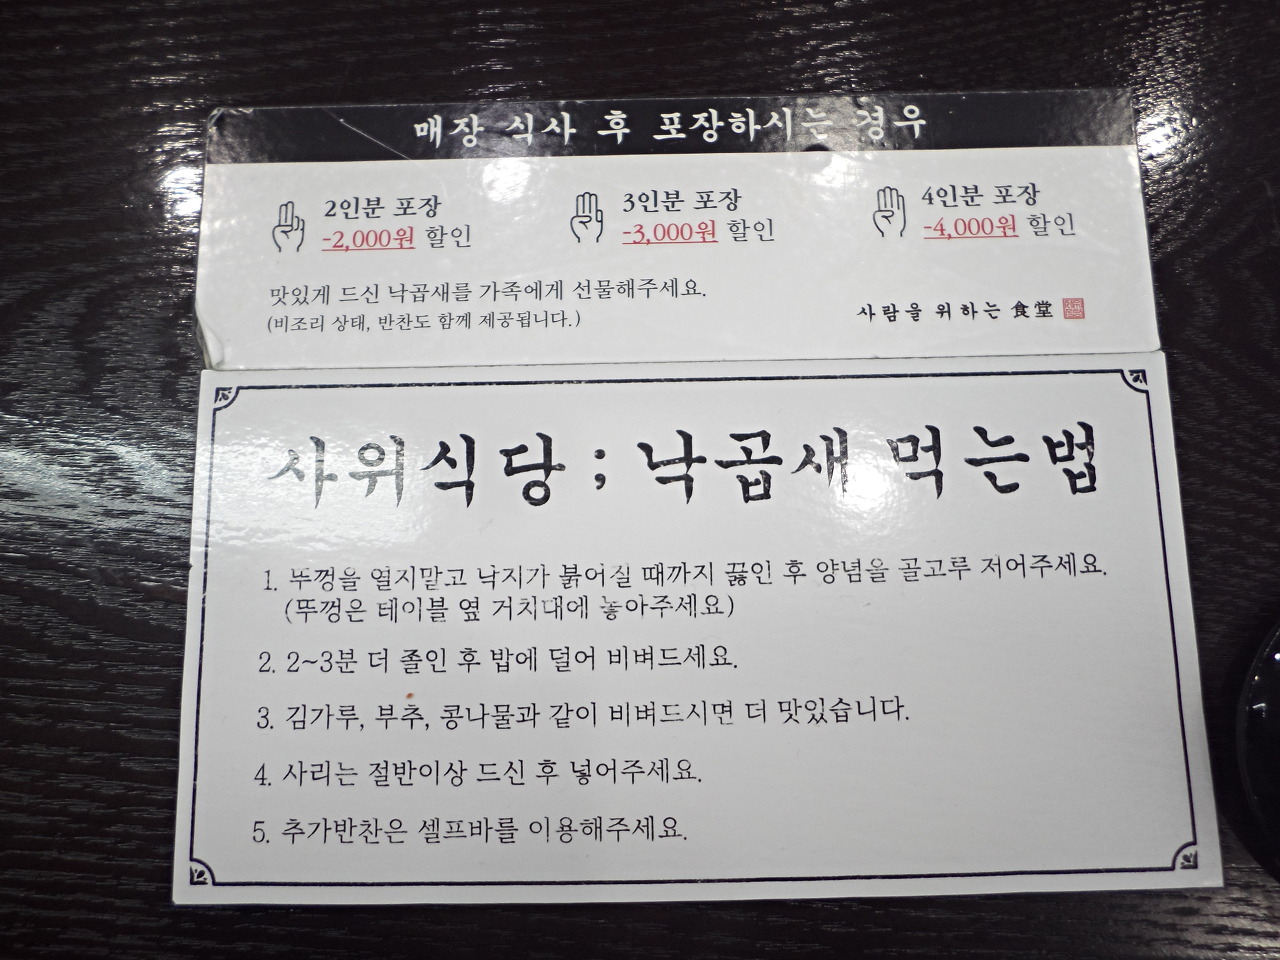 매장 식사 후 포장하시는 경우
2인분 포장
-2,000원 할인
3인분 포장
-3,000원 할인
4인분 포장
-4,000원 할인
맛있게 드신 낙곱새를 가족에게 선물해주세요.
(비조리 상태, 반찬도 함께 제공됩니다.)
사람을 위하는 食堂
사위식당 ; 낙곱새 먹는법
1. 뚜껑을 열지말고 낙지가 붉어질 때까지 끓인 후 양념을 골고루 저어주세요.
(뚜껑은 테이블 옆 거치대에 놓아주세요)
2. 2~3분 더 졸인 후 밥에 덜어 비벼드세요.
3. 김가루, 부추, 콩나물과 같이 비벼드시면 더 맛있습니다.
4. 사리는 절반이상 드신 후 넣어주세요.
5. 추가반찬은 셀프바를 이용해주세요.